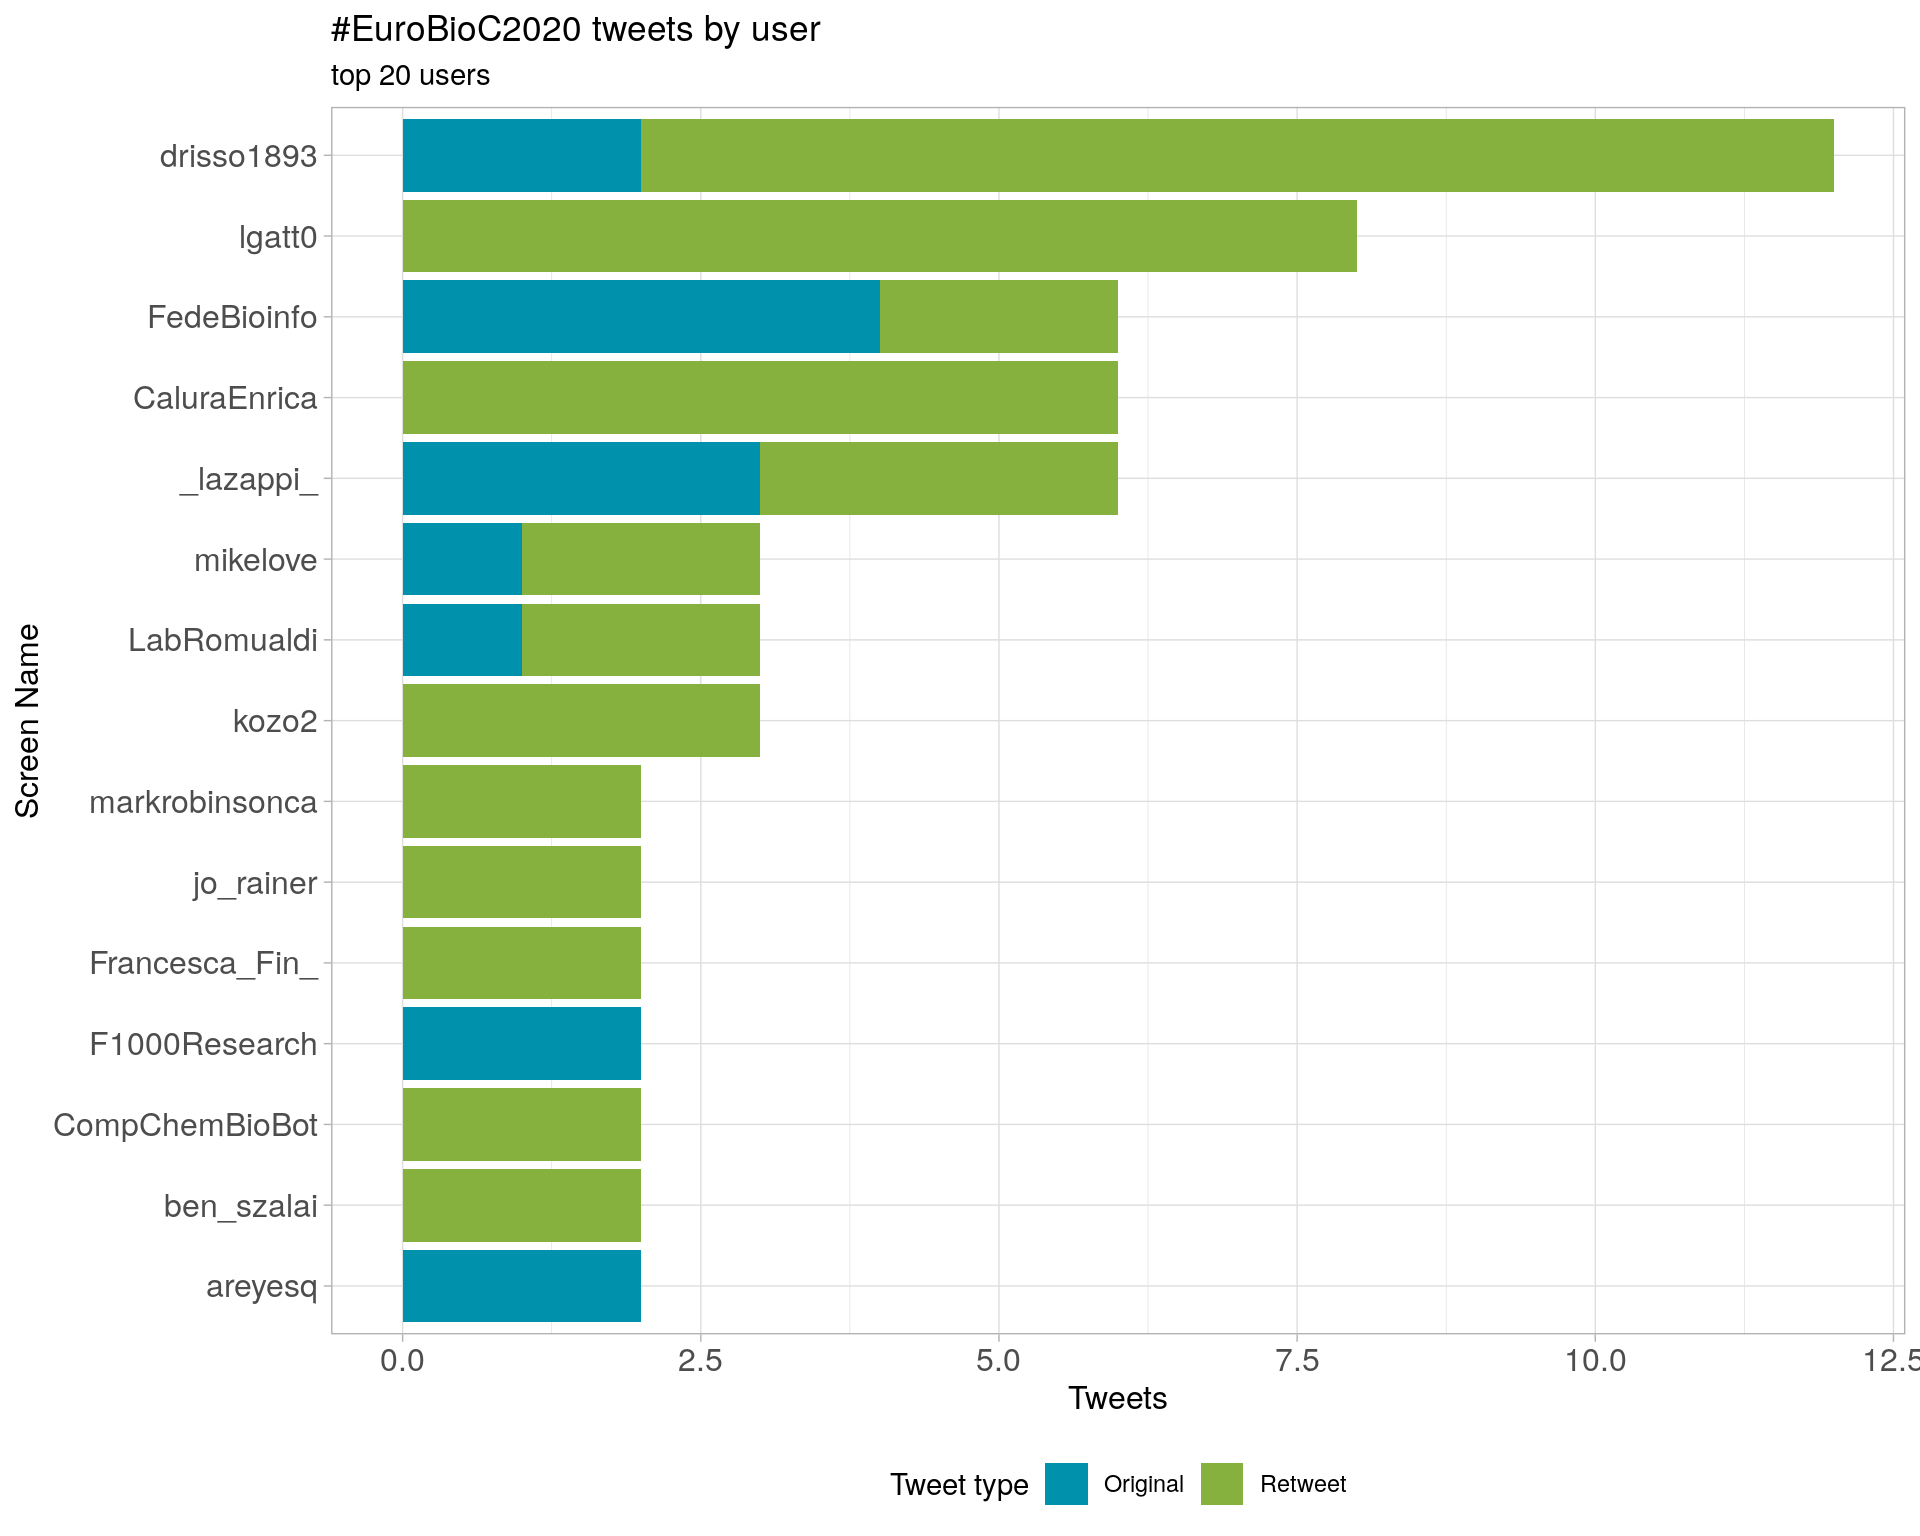 #EuroBioC2020 tweets by user
top 20 users
drisso1893
lgatt0
FedeBioinfo
CaluraEnrica
_lazappi_
mikelove
LabRomualdi
kozo2
markrobinsonca
jo_rainer
Francesca_Fin_
F1000Research
CompChemBioBot
ben_szalai
areyesq
Screen Name
0.0 2.5 5.0 7.5 10.0 12.5
Tweets
Tweet type Original Retweet